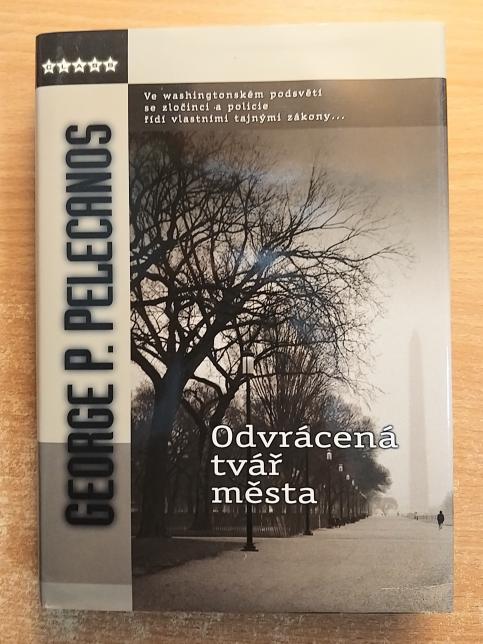 Ve washingtonském podsvětí
se zločinci a policie
řídí vlastními tajnými zákony...
GEORGE P. PELECANOS
Odvrácená
tvář
města